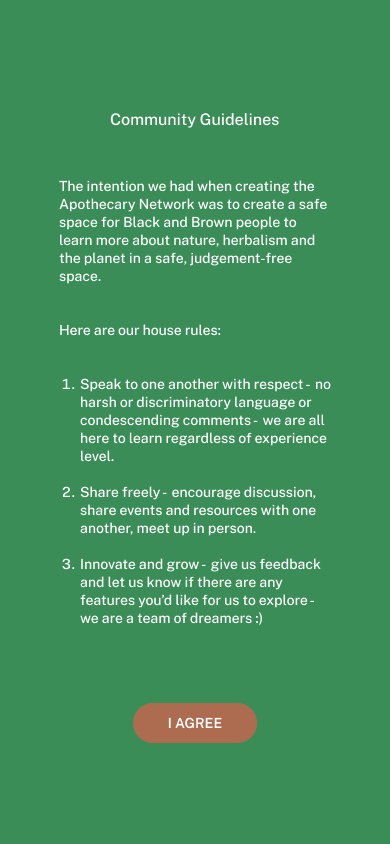 Community Guidelines
The intention we had when creating the
Apothecary Network was to create a safe
space for Black and Brown people to
learn more about nature, herbalism and
the planet in a safe, judgement-free
space.
Here are our house rules:
1. Speak to one another with respect - no
harsh or discriminatory language or
condescending comments - we are all
here to learn regardless of experience
level.
2. Share freely - encourage discussion,
share events and resources with one
another, meet up in person.
3. Innovate and grow - give us feedback
and let us know if there are any
features you’d like for us to explore -
we are a team of dreamers :)
I AGREE